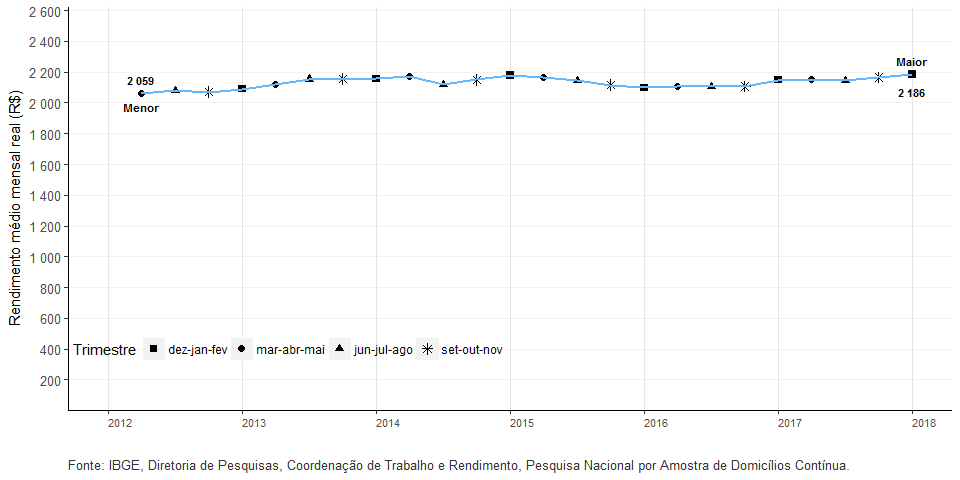 Rendimento médio mensal real (R$)
2 600
2 400
2 200
2 000
1 800
1 600
1 400
1 200
1 000
800
600
400
200
2 059
Menor
Maior
2 186
Trimestre dez-jan-fev mar-abr-mai jun-jul-ago set-out-nov
2012 2013 2014 2015 2016 2017 2018
Fonte: IBGE, Diretoria de Pesquisas, Coordenação de Trabalho e Rendimento, Pesquisa Nacional por Amostra de Domicílios Contínua.